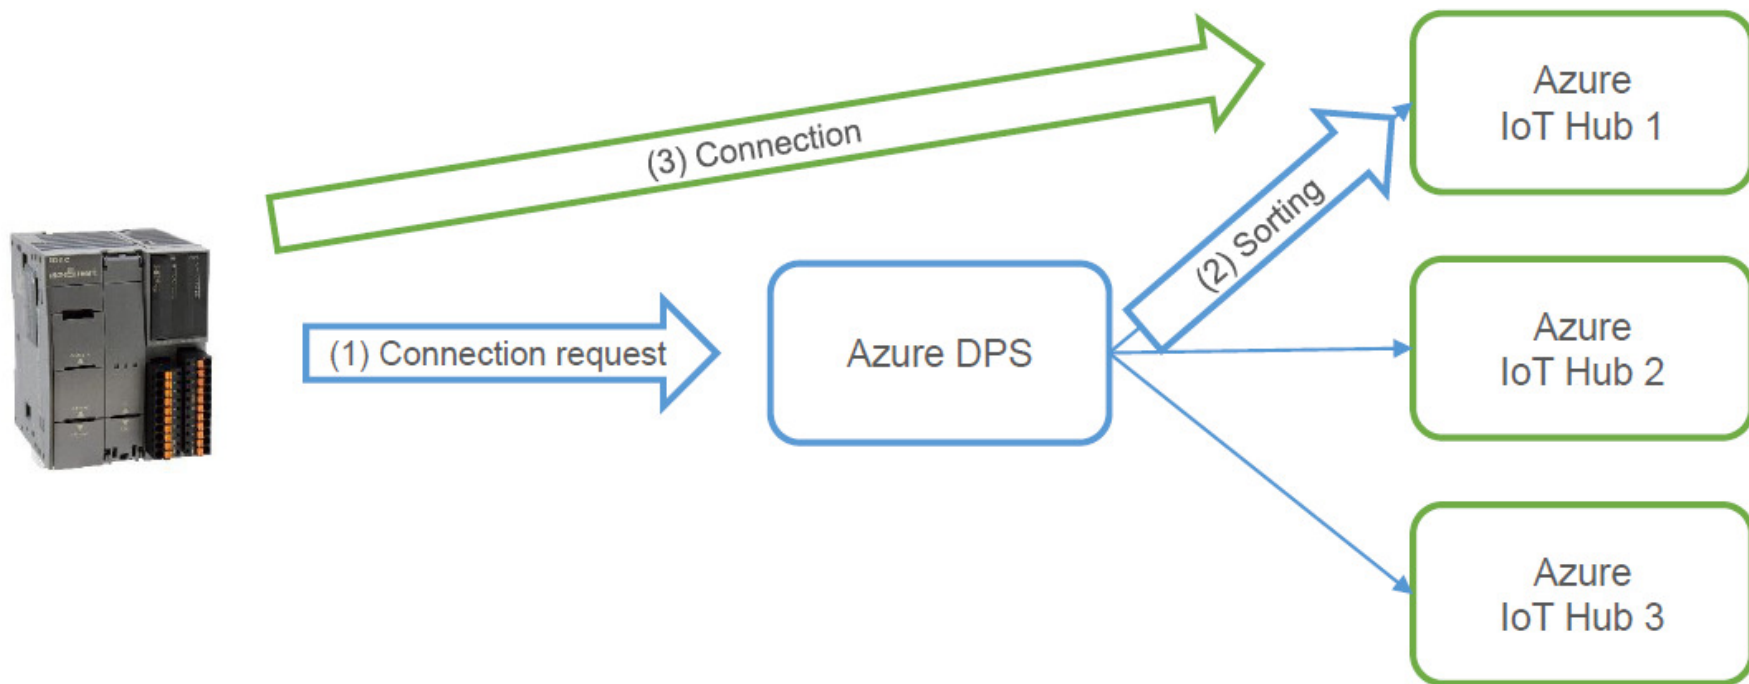 (3) Connection
Azure
IoT Hub 1
(2) Sorting
(1) Connection request
Azure DPS
Azure
IoT Hub 2
Azure
IoT Hub 3